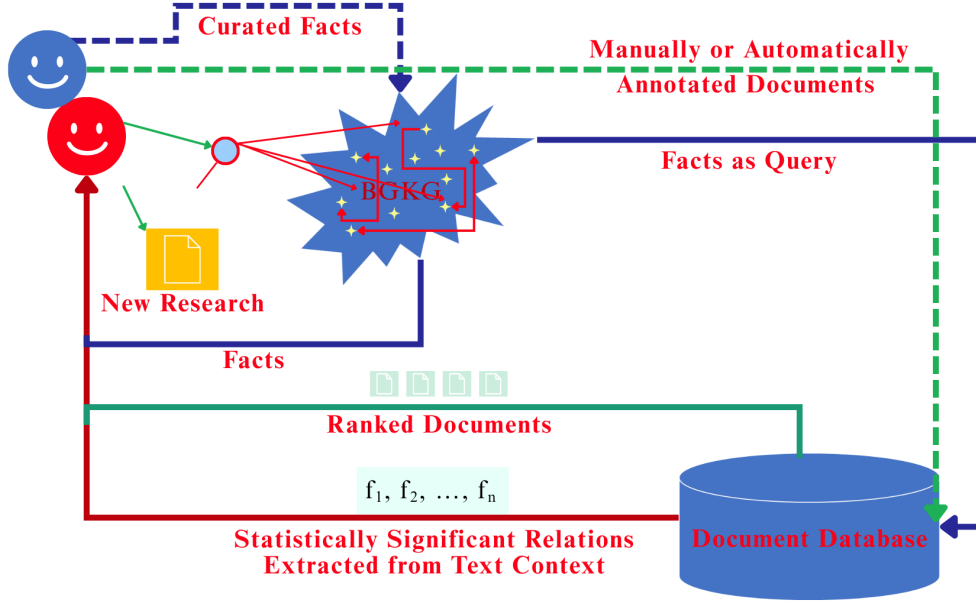 Curated Facts
Manually or Automatically
Annotated Documents
Facts as Query
BGKG
New Research
Facts
Ranked Documents
f₁, f₂, ..., fₙ
Statistically Significant Relations
Extracted from Text Context
Document Database